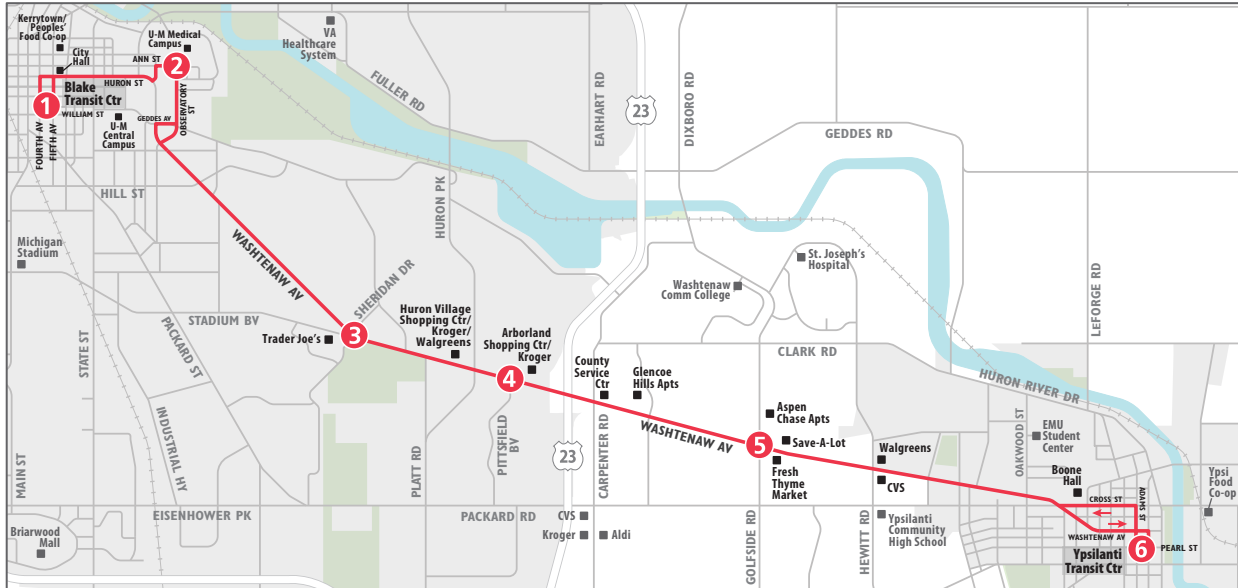 Kerrytown/
Peoples'
Food Co-op
City
Hall
U-M Medical
Campus
ANN ST
2
HURON ST
Blake
Transit Ctr
1
WILLIAM ST
GEDDES AV
OBSERVATORY
ST
U-M
Central
Campus
FOURTH AV
FIFTH AV
HILL ST
VA
Healthcare
System
FULLER RD
EARHART RD
23
DIXBORO RD
GEDDES RD
HURON PK
Michigan
Stadium
WASHTENAW AV
SHERIDAN DR
STADIUM BV
Trader Joe's
3
Huron Village
Shopping Ctr/
Kroger/
Walgreens
Arborland
Shopping Ctr/
Kroger
4
County
Service
Ctr
Glencoe
Hills Apts
Washtenaw
Comm College
St. Joseph's
Hospital
CLARK RD
LEFORGE RD
HURON RIVER DR
STATE ST
PACKARD ST
INDUSTRIAL HY
MAIN ST
PLATT RD
PITTSFIELD
BV
23
CARPENTER RD
WASHTENAW AV
5
Aspen
Chase Apts
Save-A-Lot
Fresh
Thyme
Market
Walgreens
CVS
OAKWOOD ST
EMU
Student
Center
Boone
Hall
CROSS ST
ADAMS ST
Ypsi
Food
Co-op
EISENHOWER PK
PACKARD RD
CVS
Kroger
Aldi
GOLFSIDE RD
HEWITT RD
Ypsilanti
Community
High School
WASHTENAW AV
6
PEARL ST
Ypsilanti
Transit Ctr
Briarwood
Mall